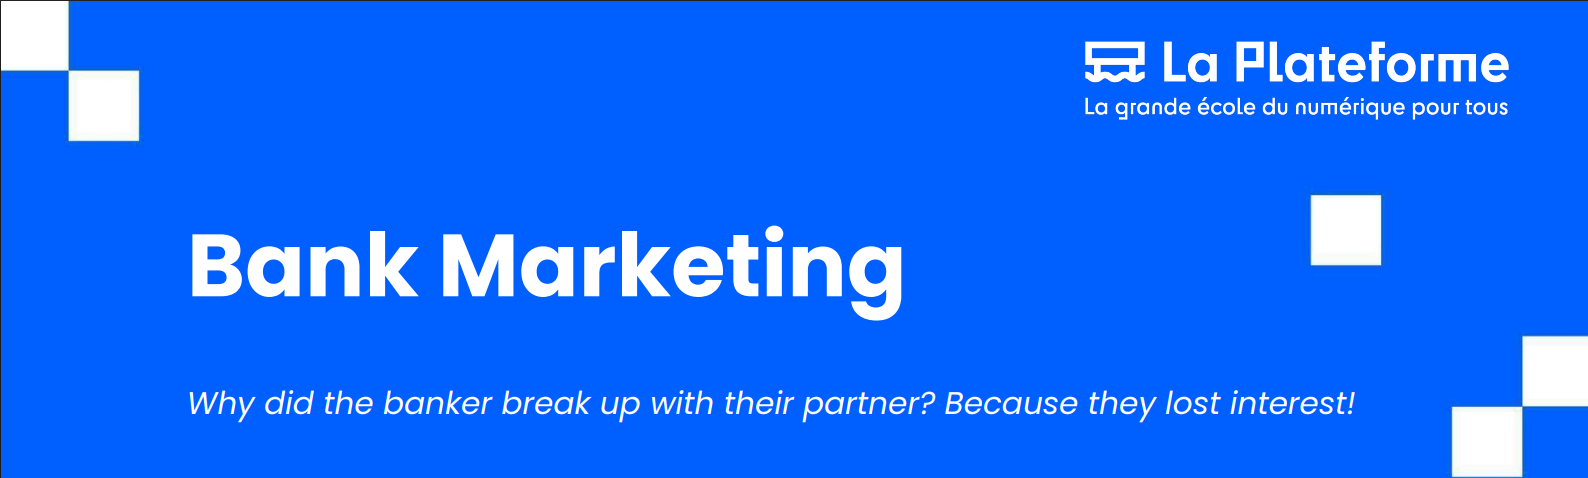 La Plateforme
La grande école du numérique pour tous
Bank Marketing
Why did the banker break up with their partner? Because they lost interest!